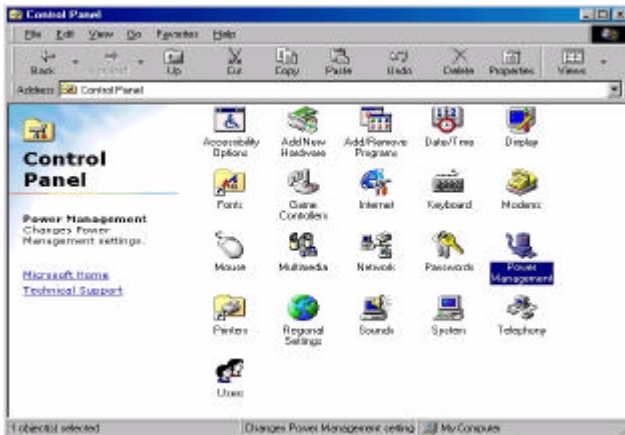 Control Panel
File Edit View Go Favorites Help
Back Forward Up Cut Copy Paste Undo Delete Properties Views
Address Control Panel
Control
Panel
Power Management
Changes Power
Management settings.
Microsoft Home
Technical Support
Accessibility
Options
Add New
Hardware
Add/Remove
Programs
Date/Time
Display
Fonts
Game
Controllers
Internet
Keyboard
Modems
Mouse
Multimedia
Network
Passwords
Power
Management
Printers
Regional
Settings
Sounds
System
Telephony
Users
1 object(s) selected
Changes Power Management setting
My Computer